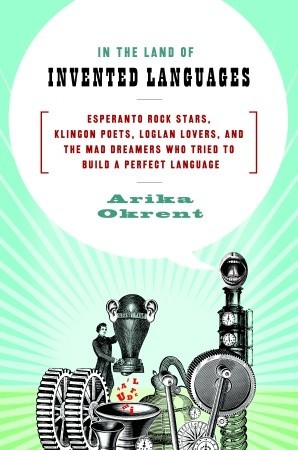 IN THE LAND OF
INVENTED LANGUAGES
ESPERANTO ROCK STARS,
KLINGON POETS, LOGLAN LOVERS, AND
THE MAD DREAMERS WHO TRIED TO
BUILD A PERFECT LANGUAGE
Arika
Okrent